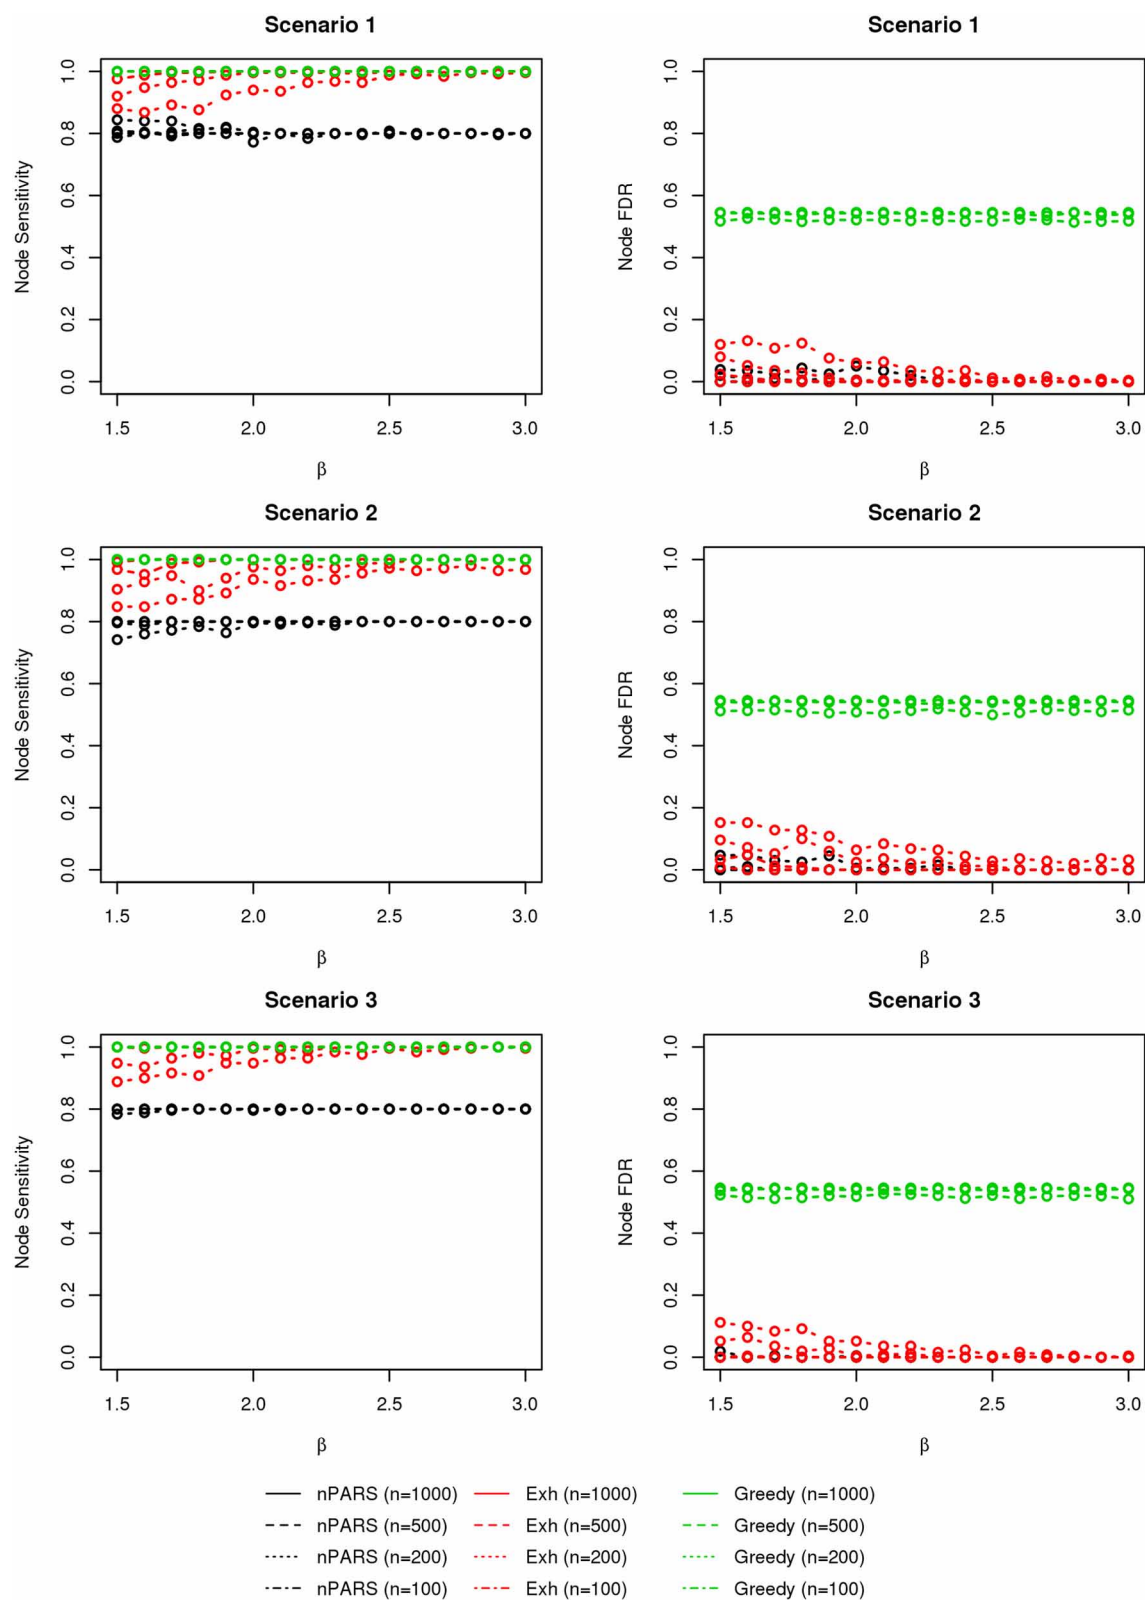 Scenario 1
Scenario 1
Node Sensitivity
0.0 0.2 0.4 0.6 0.8 1.0
1.5 2.0 2.5 3.0
β
Node FDR
0.0 0.2 0.4 0.6 0.8 1.0
1.5 2.0 2.5 3.0
β
Scenario 2
Scenario 2
Node Sensitivity
0.0 0.2 0.4 0.6 0.8 1.0
1.5 2.0 2.5 3.0
β
Node FDR
0.0 0.2 0.4 0.6 0.8 1.0
1.5 2.0 2.5 3.0
β
Scenario 3
Scenario 3
Node Sensitivity
0.0 0.2 0.4 0.6 0.8 1.0
1.5 2.0 2.5 3.0
β
Node FDR
0.0 0.2 0.4 0.6 0.8 1.0
1.5 2.0 2.5 3.0
β
nPARS (n=1000) Exh (n=1000) Greedy (n=1000)
nPARS (n=500) Exh (n=500) Greedy (n=500)
nPARS (n=200) Exh (n=200) Greedy (n=200)
nPARS (n=100) Exh (n=100) Greedy (n=100)